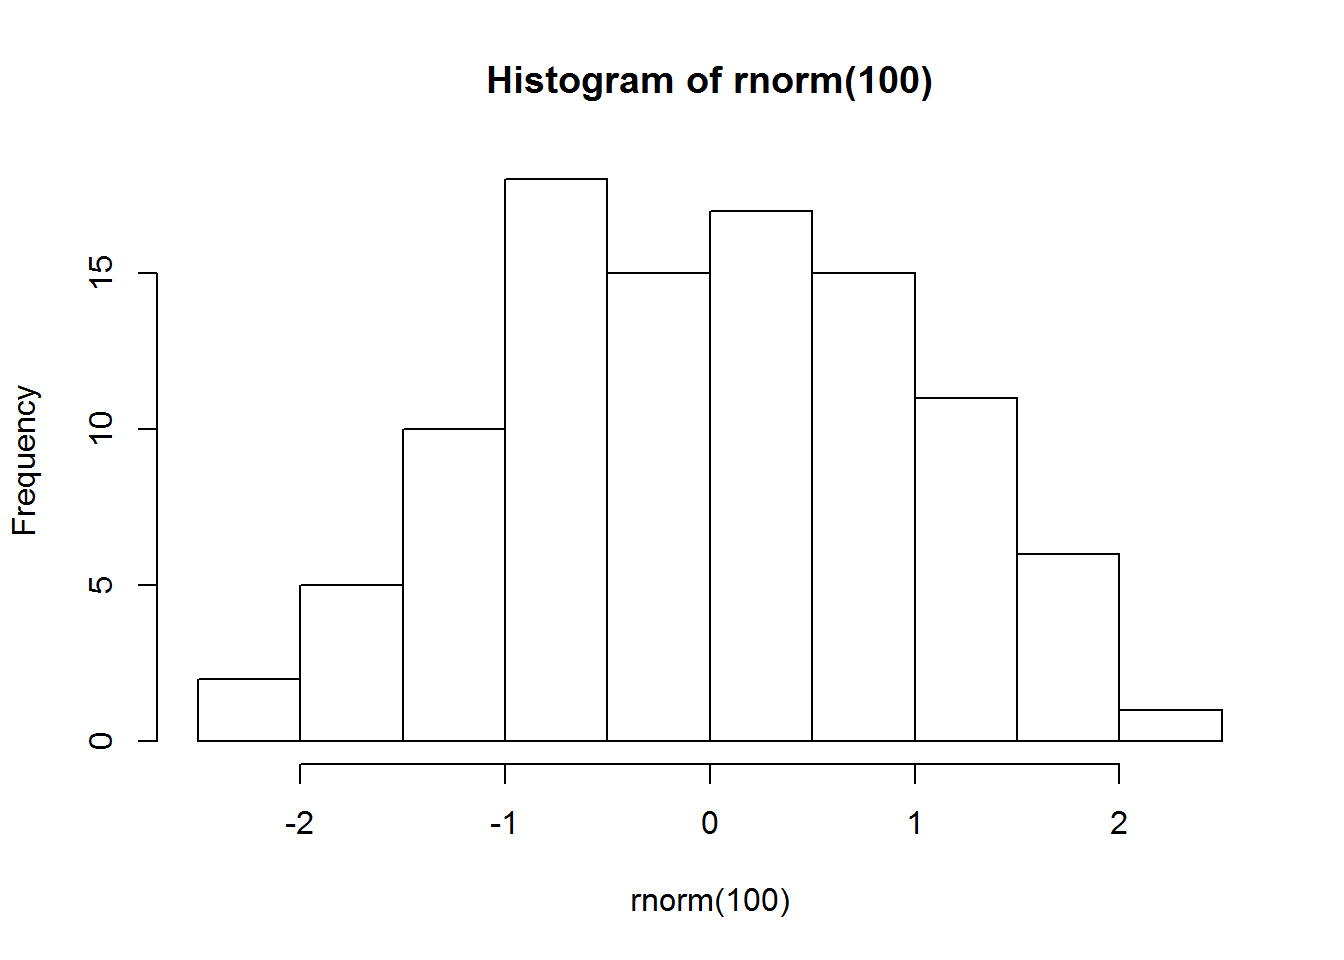 Histogram of rnorm(100)
Frequency
15
10
5
0
-2 -1 0 1 2
rnorm(100)